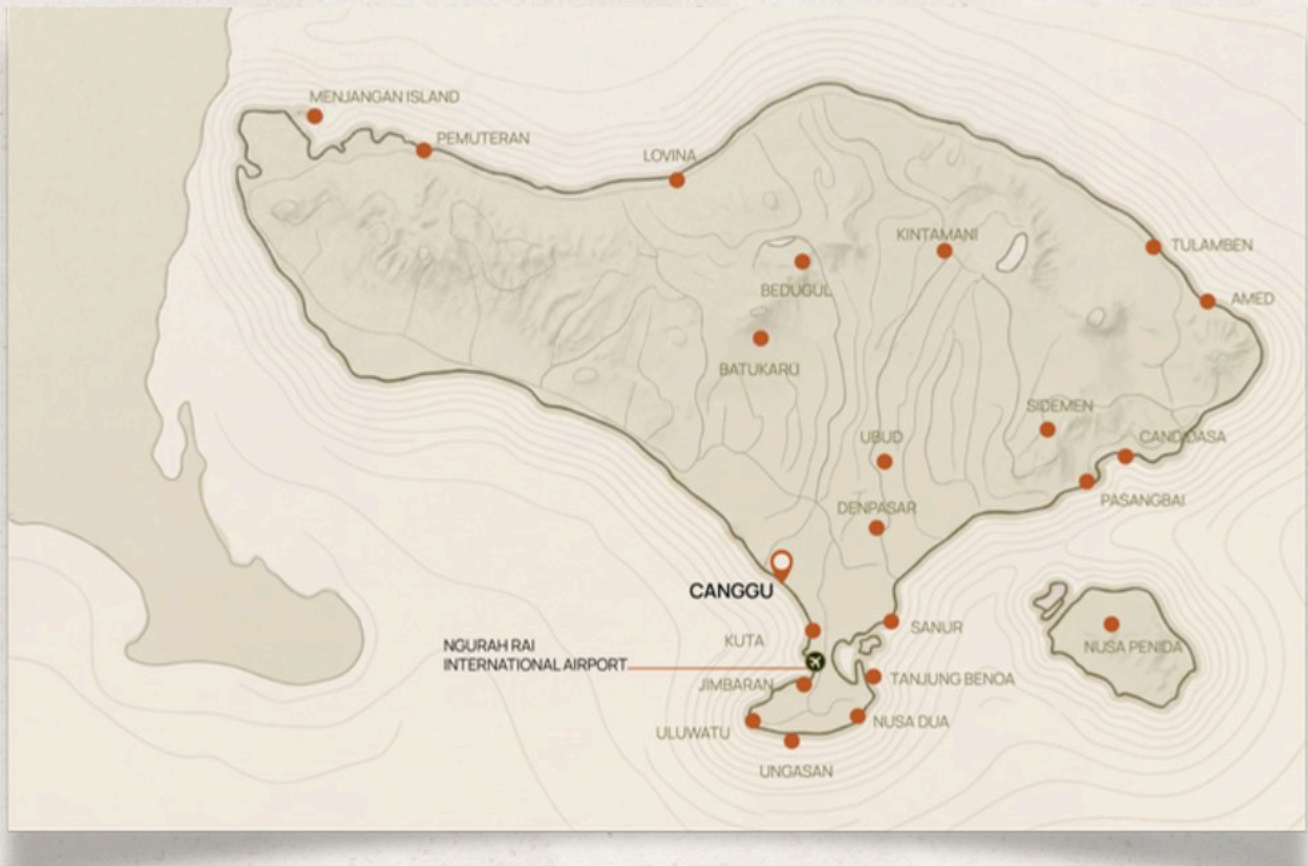 MENJANGAN ISLAND
PEMUTERAN
LOVINA
KINTAMANI
TULAMBEN
BEDUGUL
AMED
BATUKARU
SIDEMEN
UBUD
CANDIDASA
PASANGBAI
DENPASAR
CANGGU
KUTA
SANUR
NGURAH RAI
INTERNATIONAL AIRPORT
NUSA PENIDA
JIMBARAN
TANJUNG BENOA
ULUWATU
NUSA DUA
UNGASAN